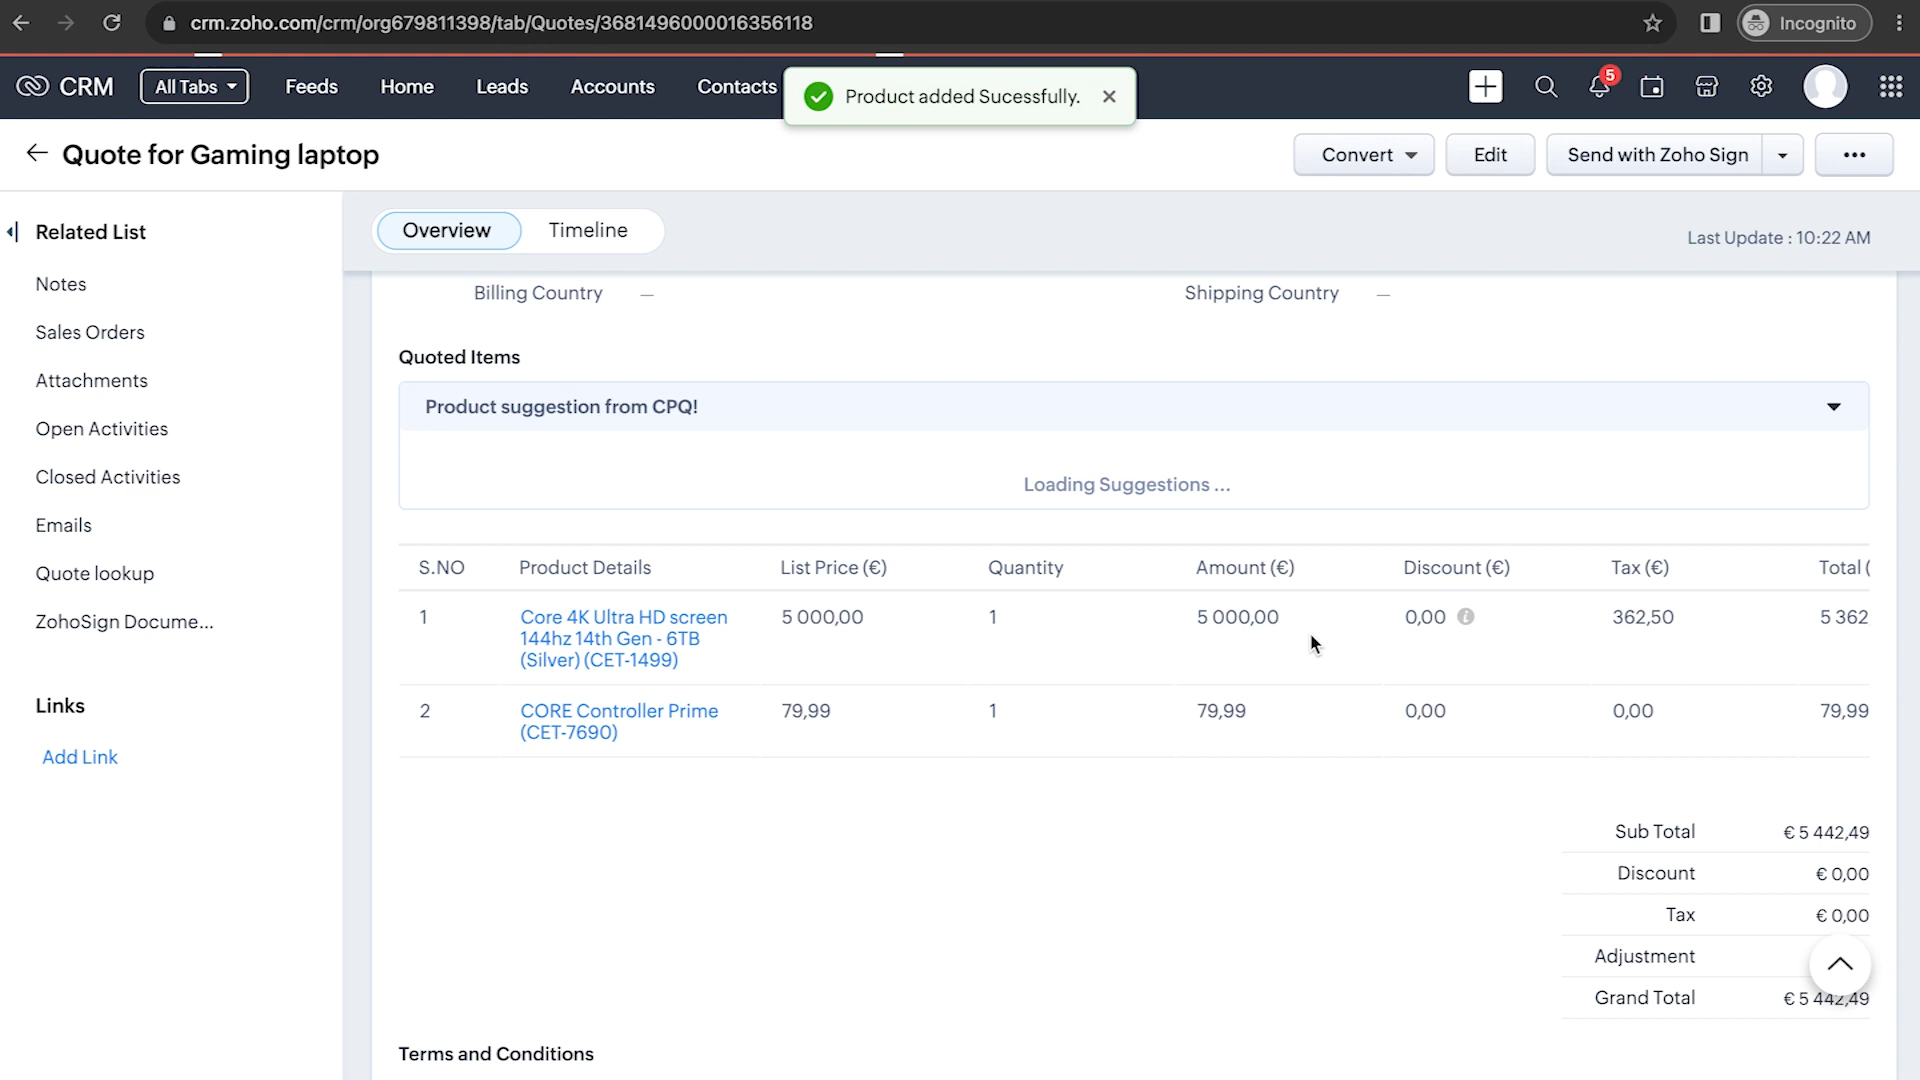 crm.zoho.com/crm/org679811398/tab/Quotes/3681496000016356118
Incognito
CRM
All Tabs
Feeds
Home
Leads
Accounts
Contacts
Product added Sucessfully.
5
Quote for Gaming laptop
Convert
Edit
Send with Zoho Sign
Related List
Notes
Sales Orders
Attachments
Open Activities
Closed Activities
Emails
Quote lookup
ZohoSign Docume...
Links
Add Link
Overview
Timeline
Last Update : 10:22 AM
Billing Country —
Shipping Country —
Quoted Items
Product suggestion from CPQ!
Loading Suggestions ...
S.NO Product Details List Price (€) Quantity Amount (€) Discount (€) Tax (€) Total (
1 Core 4K Ultra HD screen 5 000,00 1 5 000,00 0,00 362,50 5 362
144hz 14th Gen - 6TB
(Silver) (CET-1499)
2 CORE Controller Prime 79,99 1 79,99 0,00 0,00 79,99
(CET-7690)
Sub Total € 5 442,49
Discount € 0,00
Tax € 0,00
Adjustment
Grand Total € 5 442,49
Terms and Conditions